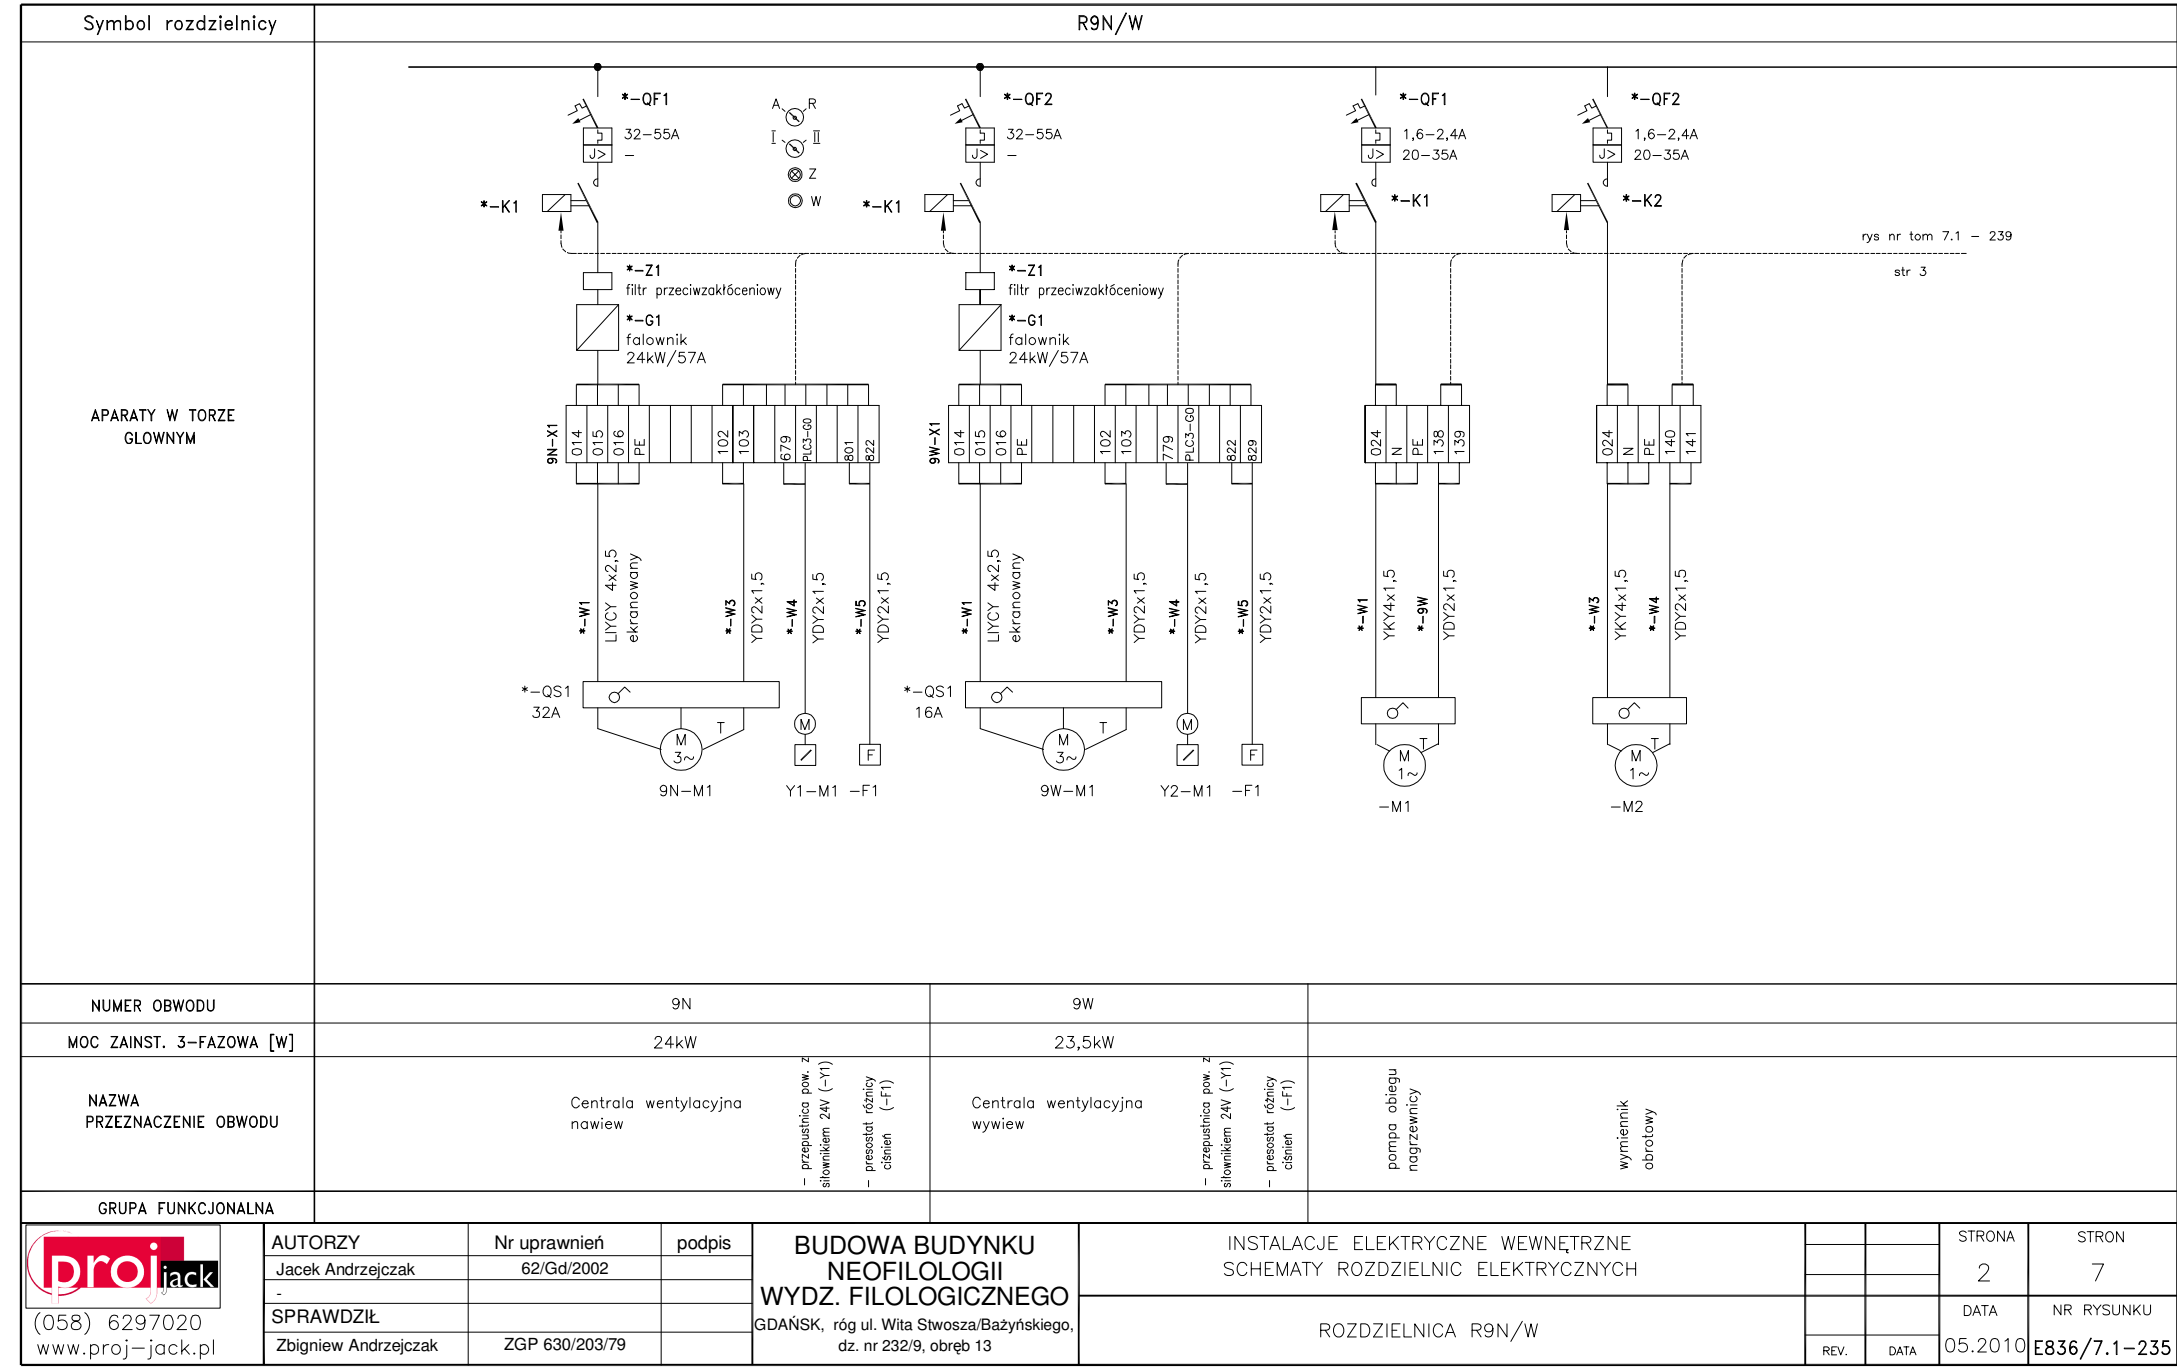 Symbol rozdzielnicy
R9N/W
*-QF1
32-55A
-
A R
I II
Z
W
*-QF2
32-55A
-
*-QF1
1,6-2,4A
20-35A
*-QF2
1,6-2,4A
20-35A
J>
J>
J>
J>
*-K1
*-K1
*-K1
*-K2
rys nr tom 7.1 - 239
str 3
*-Z1
filtr przeciwzakłóceniowy
*-G1
falownik
24kW/57A
*-Z1
filtr przeciwzakłóceniowy
*-G1
falownik
24kW/57A
APARATY W TORZE
GLOWNYM
9N-X1
014
015
016
PE
102
103
679
PLC3-G0
801
822
9W-X1
014
015
016
PE
102
103
779
PLC3-G0
822
829
024
N
PE
138
139
024
N
PE
140
141
*-W1
LIYCY 4x2,5
ekranowany
*-W3
YDY2x1,5
*-W4
YDY2x1,5
*-W5
YDY2x1,5
*-W1
LIYCY 4x2,5
ekranowany
*-W3
YDY2x1,5
*-W4
YDY2x1,5
*-W5
YDY2x1,5
*-W1
YKY4x1,5
*-9W
YDY2x1,5
*-W3
YKY4x1,5
*-W4
YDY2x1,5
*-QS1
32A
*-QS1
16A
M
3~
T
M
F
M
3~
T
M
F
M
1~
T
M
1~
T
9N-M1
Y1-M1
-F1
9W-M1
Y2-M1
-F1
-M1
-M2
NUMER OBWODU
9N
9W
MOC ZAINST. 3-FAZOWA [W]
24kW
23,5kW
NAZWA
PRZEZNACZENIE OBWODU
Centrala wentylacyjna
nawiew
- przepustnica pow. z
siłownikiem 24V (-Y1)
- presostat różnicy
ciśnień (-F1)
Centrala wentylacyjna
wywiew
- przepustnica pow. z
siłownikiem 24V (-Y1)
- presostat różnicy
ciśnień (-F1)
pompa obiegu
nagrzewnicy
wymiennik
obrotowy
GRUPA FUNKCJONALNA
proj jack
(058) 6297020
www.proj-jack.pl
AUTORZY
Nr uprawnień
podpis
Jacek Andrzejczak
62/Gd/2002
-
SPRAWDZIŁ
Zbigniew Andrzejczak
ZGP 630/203/79
BUDOWA BUDYNKU
NEOFILOLOGII
WYDZ. FILOLOGICZNEGO
GDAŃSK, róg ul. Wita Stwosza/Bażyńskiego,
dz. nr 232/9, obręb 13
INSTALACJE ELEKTRYCZNE WEWNĘTRZNE
SCHEMATY ROZDZIELNIC ELEKTRYCZNYCH
ROZDZIELNICA R9N/W
REV.
DATA
STRONA
2
STRON
7
DATA
05.2010
NR RYSUNKU
E836/7.1-235